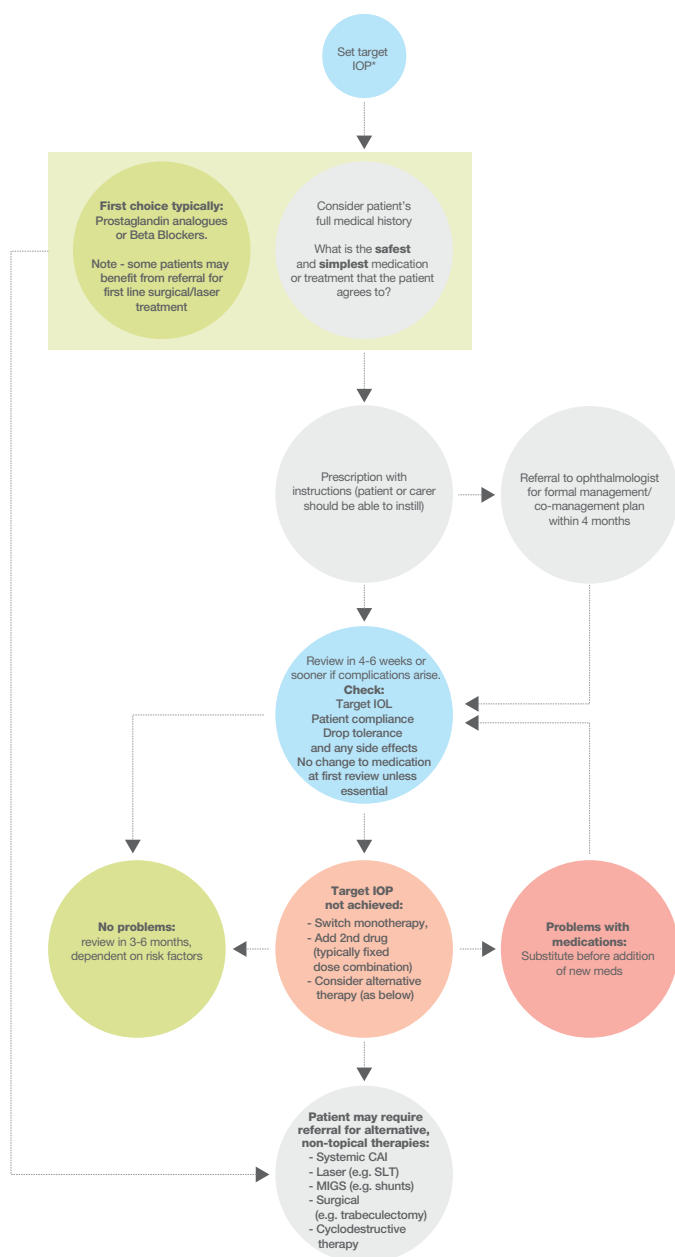 Set target
IOP*
First choice typically:
Prostaglandin analogues
or Beta Blockers.
Note - some patients may
benefit from referral for
first line surgical/laser
treatment
Consider patient's
full medical history
What is the safest
and simplest medication
or treatment that the patient
agrees to?
Prescription with
instructions (patient or carer
should be able to instill)
Referral to ophthalmologist
for formal management/
co-management plan
within 4 months
Review in 4-6 weeks or
sooner if complications arise.
Check:
Target IOL
Patient compliance
Drop tolerance
and any side effects
No change to medication
at first review unless
essential
No problems:
review in 3-6 months,
dependent on risk factors
Target IOP
not achieved:
- Switch monotherapy,
- Add 2nd drug
(typically fixed
dose combination)
- Consider alternative
therapy (as below)
Problems with
medications:
Substitute before addition
of new meds
Patient may require
referral for alternative,
non-topical therapies:
- Systemic CAI
- Laser (e.g. SLT)
- MIGS (e.g. shunts)
- Surgical
(e.g. trabeculectomy)
- Cyclodestructive
therapy